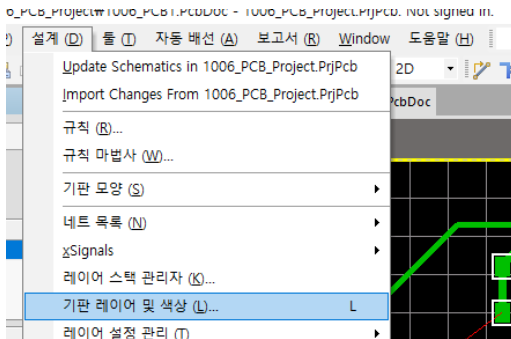 6_PCB_Project₩1006_PCB1.PcbDoc - 1006_PCB_Project.PrjPcb. Not signed in.
설계 (D) 툴 (T) 자동 배선 (A) 보고서 (R) Window 도움말 (H)
Update Schematics in 1006_PCB_Project.PrjPcb
2D
Import Changes From 1006_PCB_Project.PrjPcb
PcbDoc
규칙 (R)...
규칙 마법사 (W)...
기판 모양 (S)
네트 목록 (N)
xSignals
레이어 스택 관리자 (K)...
기판 레이어 및 색상 (L)... L
레이어 설정 관리 (T)